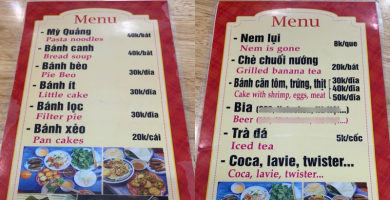 Menu
- Mỳ Quảng
Pasta noodles 40k/bát
- Bánh canh
Bread soup 40k/bát
- Bánh bèo
Pie Beo 30k/đĩa
- Bánh ít
Little cake 30k/đĩa
- Bánh lọc
Filter pie 30k/đĩa
- Bánh xèo
Pan cakes 20k/cái
Menu
- Nem lụi
Nem is gone 8k/que
- Chè chuối nướng
Grilled banana tea 20k/bát
- Bánh căn tôm, trứng, thịt 30k/đĩa
Cake with shrimp, eggs, meat 40k/đĩa
50k/đĩa
- Bia
Beer
- Trà đá
Iced tea 5k/cốc
- Coca, lavie, twister...
Coca, lavie, twister...